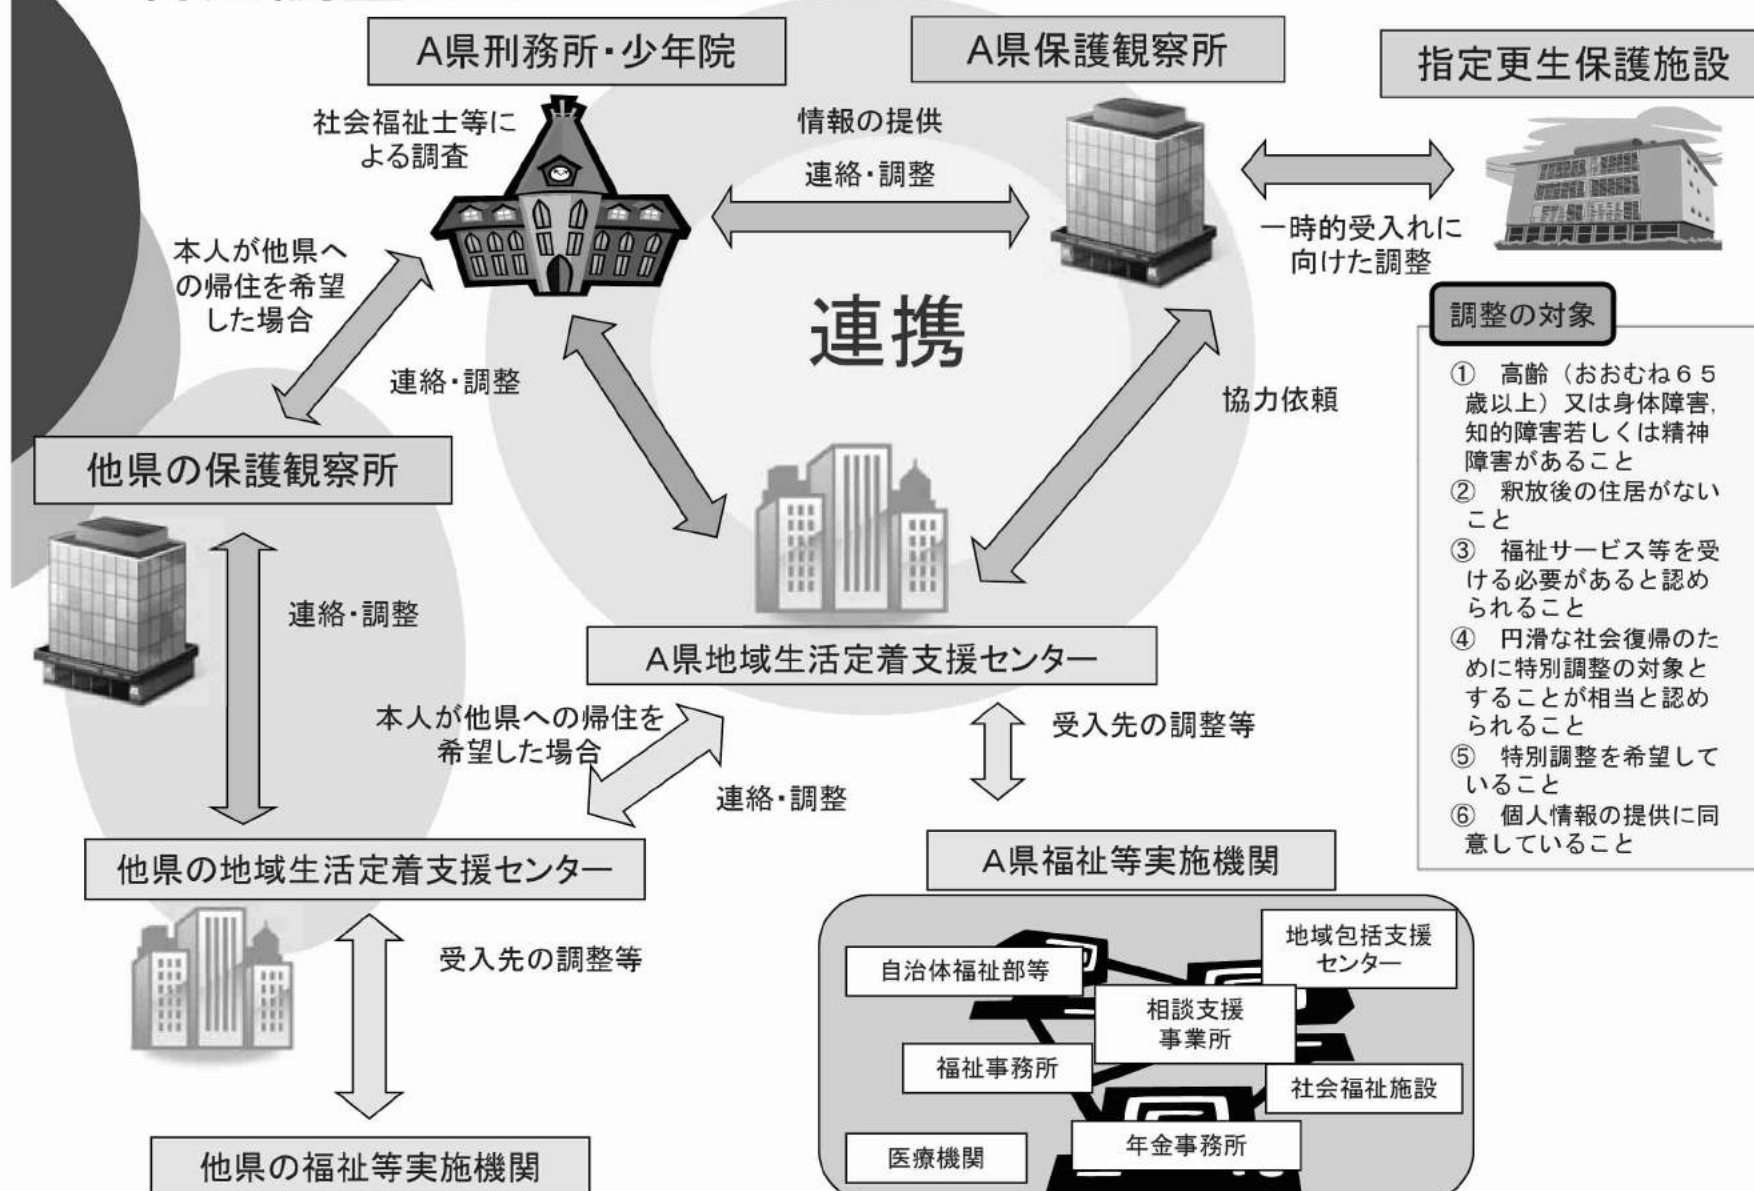 A県刑務所・少年院
A県保護観察所
指定更生保護施設
社会福祉士等に
よる調査
情報の提供
連絡・調整
一時的受入れに
向けた調整
本人が他県へ
の帰住を希望
した場合
連絡・調整
連携
協力依頼
調整の対象
① 高齢（おおむね６５
歳以上）又は身体障害,
知的障害若しくは精神
障害があること
② 釈放後の住居がない
こと
③ 福祉サービス等を受
ける必要があると認め
られること
④ 円滑な社会復帰のた
めに特別調整の対象と
することが相当と認め
られること
⑤ 特別調整を希望して
いること
⑥ 個人情報の提供に同
意していること
他県の保護観察所
連絡・調整
A県地域生活定着支援センター
本人が他県への帰住を
希望した場合
連絡・調整
受入先の調整等
他県の地域生活定着支援センター
受入先の調整等
他県の福祉等実施機関
A県福祉等実施機関
自治体福祉部等
地域包括支援
センター
相談支援
事業所
福祉事務所
社会福祉施設
年金事務所
医療機関